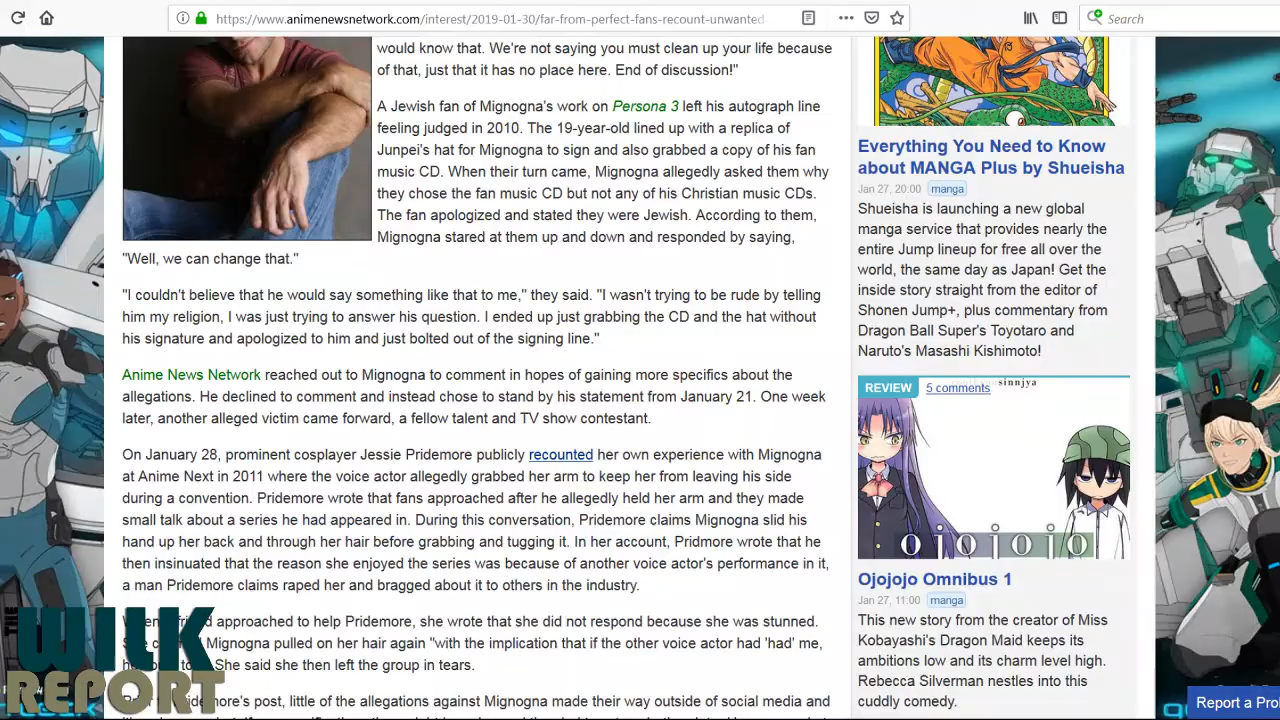 https://www.animenewsnetwork.com/interest/2019-01-30/far-from-perfect-fans-recount-unwanted-
Search
would know that. We're not saying you must clean up your life because
of that, just that it has no place here. End of discussion!"
A Jewish fan of Mignogna's work on Persona 3 left his autograph line
feeling judged in 2010. The 19-year-old lined up with a replica of
Junpei's hat for Mignogna to sign and also grabbed a copy of his fan
music CD. When their turn came, Mignogna allegedly asked them why
they chose the fan music CD but not any of his Christian music CDs.
The fan apologized and stated they were Jewish. According to them,
Mignogna stared at them up and down and responded by saying,
"Well, we can change that."
"I couldn't believe that he would say something like that to me," they said. "I wasn't trying to be rude by telling
him my religion, I was just trying to answer his question. I ended up just grabbing the CD and the hat without
his signature and apologized to him and just bolted out of the signing line."
Anime News Network reached out to Mignogna to comment in hopes of gaining more specifics about the
allegations. He declined to comment and instead chose to stand by his statement from January 21. One week
later, another alleged victim came forward, a fellow talent and TV show contestant.
On January 28, prominent cosplayer Jessie Pridemore publicly recounted her own experience with Mignogna
at Anime Next in 2011 where the voice actor allegedly grabbed her arm to keep her from leaving his side
during a convention. Pridemore wrote that fans approached after he allegedly held her arm and they made
small talk about a series he had appeared in. During this conversation, Pridemore claims Mignogna slid his
hand up her back and through her hair before grabbing and tugging it. In her account, Pridmore wrote that he
then insinuated that the reason she enjoyed the series was because of another voice actor's performance in it,
a man Pridemore claims raped her and bragged about it to others in the industry.
approached to help Pridemore, she wrote that she did not respond because she was stunned.
Mignogna pulled on her hair again "with the implication that if the other voice actor had 'had' me,
She said she then left the group in tears.
more's post, little of the allegations against Mignogna made their way outside of social media and
WILK
REPORT
Everything You Need to Know
about MANGA Plus by Shueisha
Jan 27, 20:00 manga
Shueisha is launching a new global
manga service that provides nearly the
entire Jump lineup for free all over the
world, the same day as Japan! Get the
inside story straight from the editor of
Shonen Jump+, plus commentary from
Dragon Ball Super's Toyotaro and
Naruto's Masashi Kishimoto!
REVIEW 5 comments
sinnjya
ojojojo
Ojojojo Omnibus 1
Jan 27, 11:00 manga
This new story from the creator of Miss
Kobayashi's Dragon Maid keeps its
ambitions low and its charm level high.
Rebecca Silverman nestles into this
cuddly comedy.
Report a Pro